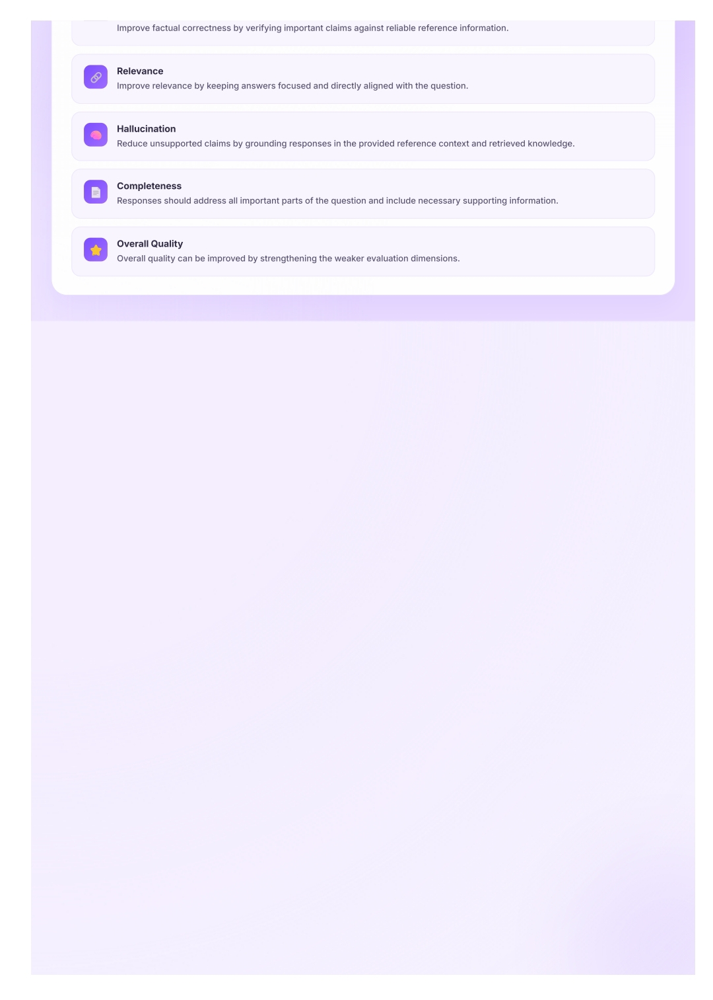 Improve factual correctness by verifying important claims against reliable reference information.
Relevance
Improve relevance by keeping answers focused and directly aligned with the question.
Hallucination
Reduce unsupported claims by grounding responses in the provided reference context and retrieved knowledge.
Completeness
Responses should address all important parts of the question and include necessary supporting information.
Overall Quality
Overall quality can be improved by strengthening the weaker evaluation dimensions.